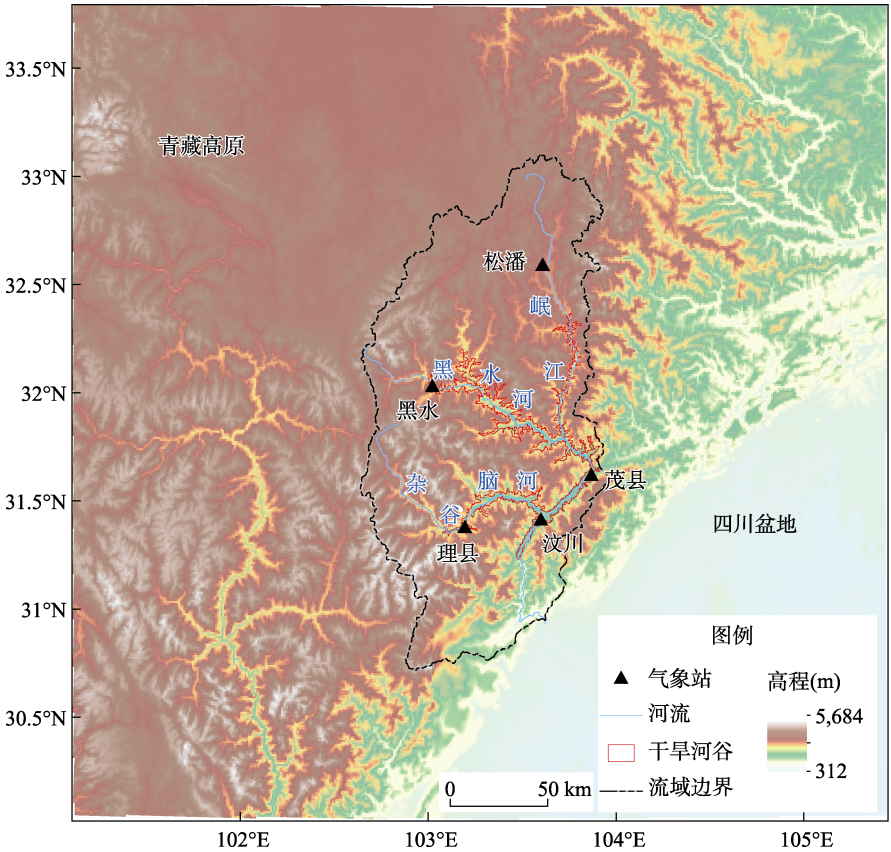 33.5°N
青藏高原
33°N
松潘
32.5°N
岷
江
黑水河
32°N
黑水
杂谷脑河
31.5°N
茂县
理县
汶川
四川盆地
31°N
30.5°N
图例
气象站
河流
干旱河谷
流域边界
高程(m)
5,684
312
0 50 km
102°E 103°E 104°E 105°E